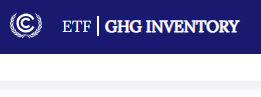 ETF | GHG INVENTORY